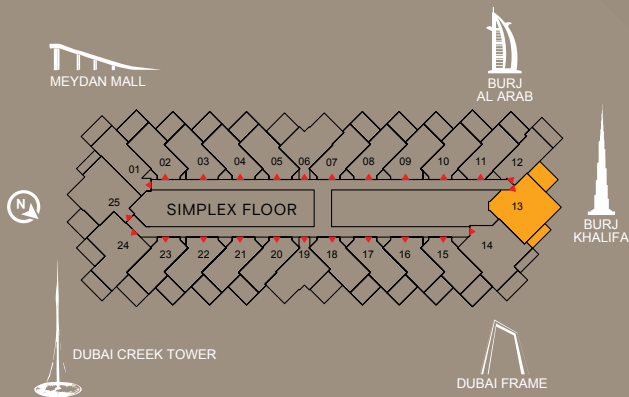 MEYDAN MALL
BURJ
AL ARAB
01
02
03
04
05
06
07
08
09
10
11
12
N
25
SIMPLEX FLOOR
13
BURJ
KHALIFA
24
23
22
21
20
19
18
17
16
15
14
DUBAI CREEK TOWER
DUBAI FRAME